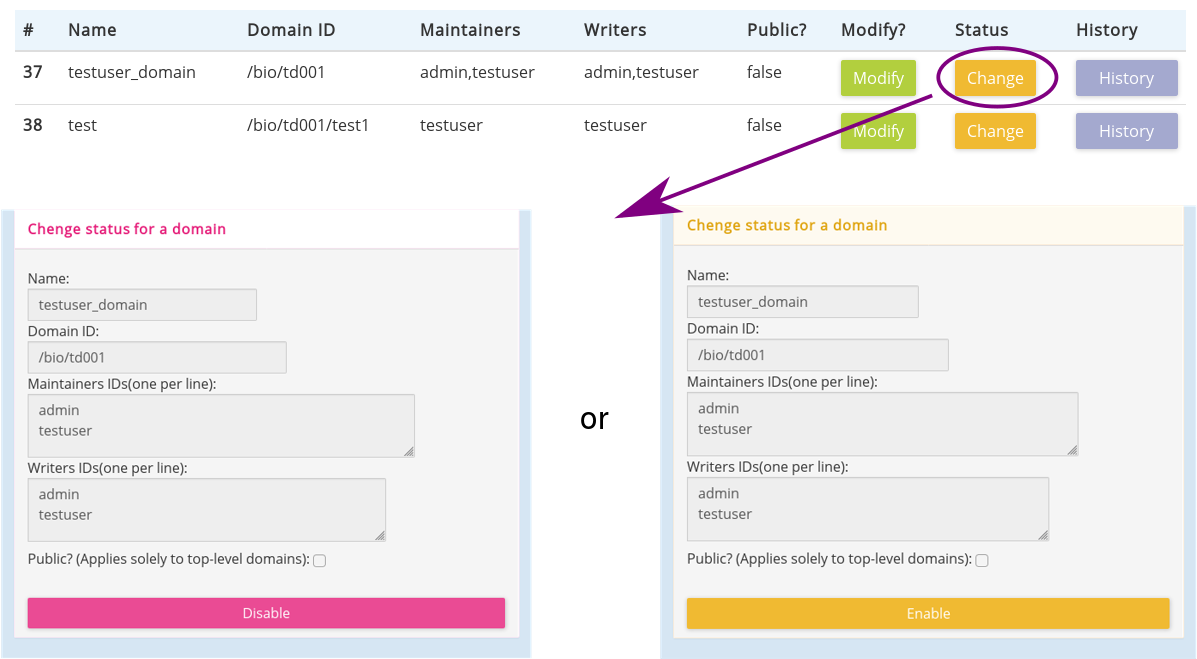 # Name Domain ID Maintainers Writers Public? Modify? Status History
37 testuser_domain /bio/td001 admin,testuser admin,testuser false Modify Change History
38 test /bio/td001/test1 testuser testuser false Modify Change History
Chenge status for a domain
Name:
testuser_domain
Domain ID:
/bio/td001
Maintainers IDs(one per line):
admin
testuser
Writers IDs(one per line):
admin
testuser
Public? (Applies solely to top-level domains):
Disable
or
Chenge status for a domain
Name:
testuser_domain
Domain ID:
/bio/td001
Maintainers IDs(one per line):
admin
testuser
Writers IDs(one per line):
admin
testuser
Public? (Applies solely to top-level domains):
Enable